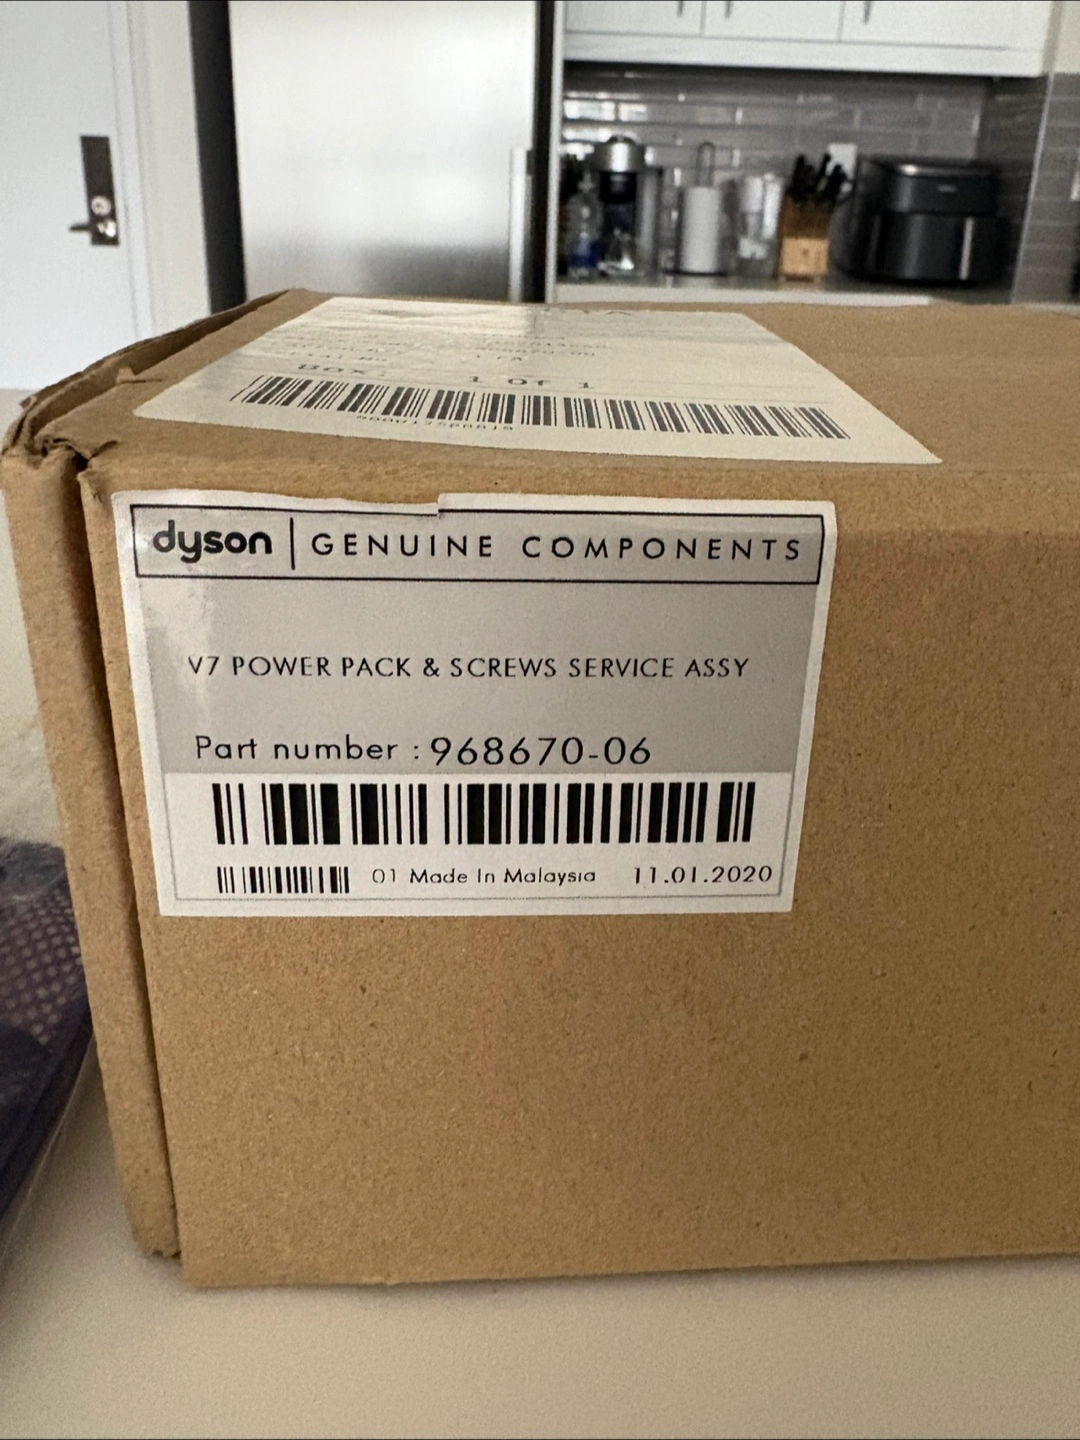 Box: 1 Of 1
dyson | GENUINE COMPONENTS
V7 POWER PACK & SCREWS SERVICE ASSY
Part number : 968670-06
01 Made In Malaysia 11.01.2020